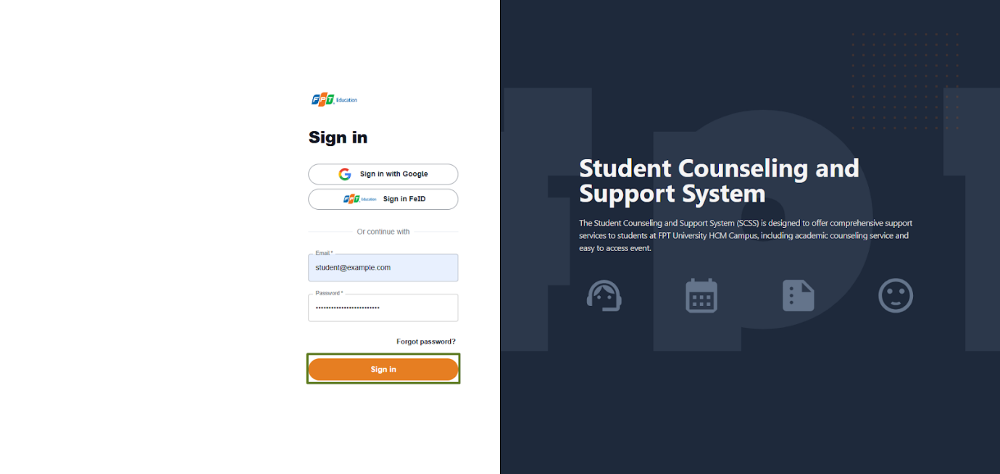 FPT Education
Sign in
Sign in with Google
FPT Education Sign in FeID
Or continue with
Email *
student@example.com
Password *
••••••••••••••••••••••••
Forgot password?
Sign in
FPT
Student Counseling and
Support System
The Student Counseling and Support System (SCSS) is designed to offer comprehensive support
services to students at FPT University HCM Campus, including academic counseling service and
easy to access event.